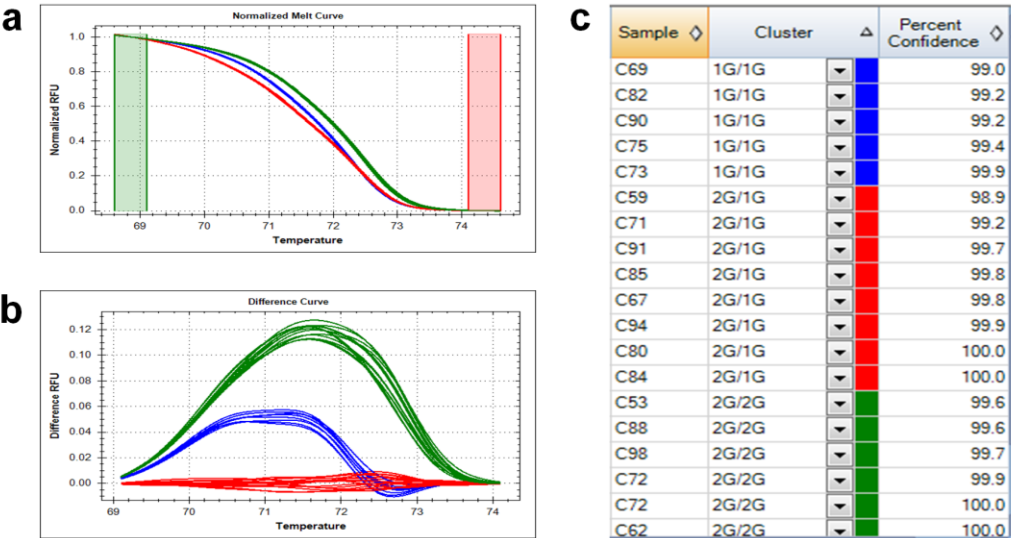 a
Normalized Melt Curve
Normalized RFU
1.0
0.8
0.6
0.4
0.2
0.0
69 70 71 72 73 74
Temperature
b
Difference Curve
Difference RFU
0.12
0.10
0.08
0.06
0.04
0.02
0.00
69 70 71 72 73 74
Temperature
c
Sample Cluster Percent Confidence
C69 1G/1G 99.0
C82 1G/1G 99.2
C90 1G/1G 99.2
C75 1G/1G 99.4
C73 1G/1G 99.9
C59 2G/1G 98.9
C71 2G/1G 99.2
C91 2G/1G 99.7
C85 2G/1G 99.8
C67 2G/1G 99.8
C94 2G/1G 99.9
C80 2G/1G 100.0
C84 2G/1G 100.0
C53 2G/2G 99.6
C88 2G/2G 99.6
C98 2G/2G 99.7
C72 2G/2G 99.9
C72 2G/2G 100.0
C62 2G/2G 100.0